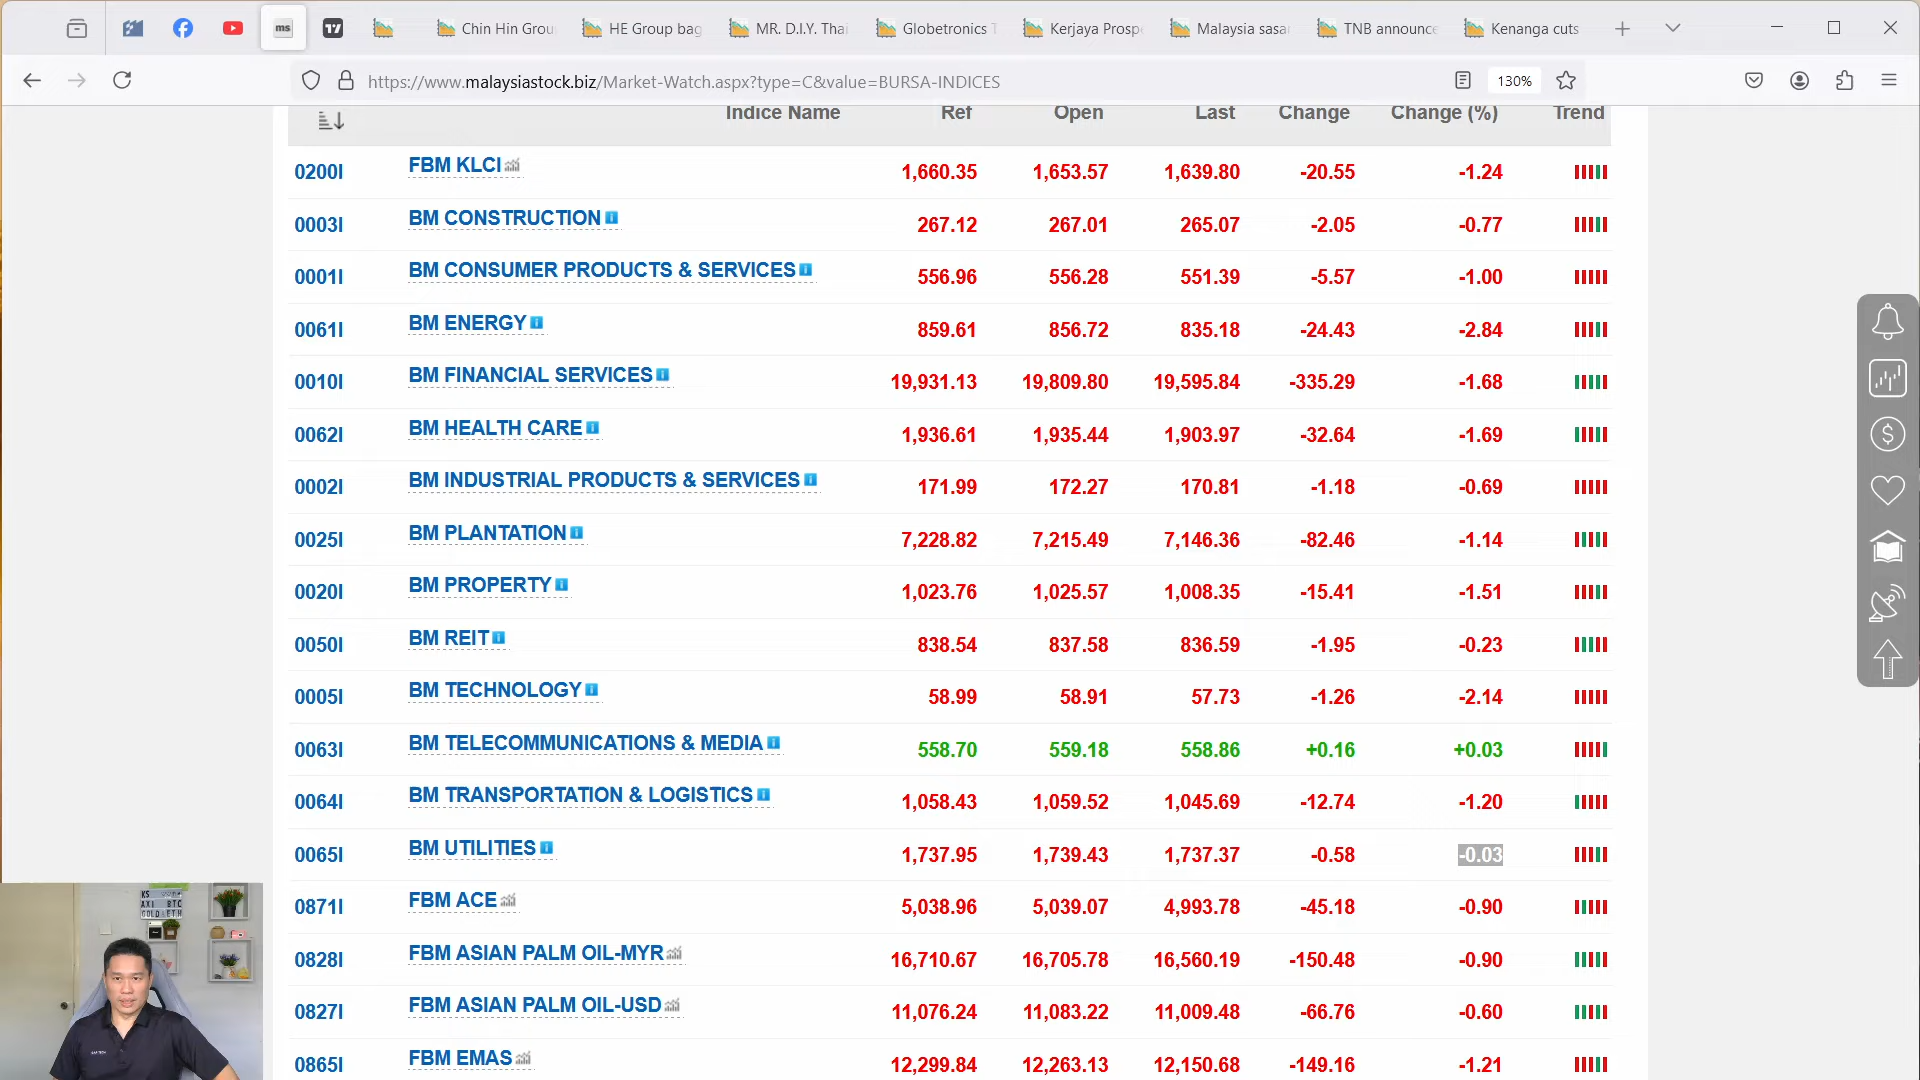 ms
Chin Hin Grou
HE Group bag
MR. D.I.Y. Thai
Globetronics T
Kerjaya Prospe
Malaysia sasa
TNB announce
Kenanga cuts
https://www.malaysiastock.biz/Market-Watch.aspx?type=C&value=BURSA-INDICES
130%
Indice Name Ref Open Last Change Change (%) Trend
0200I FBM KLCI 1,660.35 1,653.57 1,639.80 -20.55 -1.24
0003I BM CONSTRUCTION 267.12 267.01 265.07 -2.05 -0.77
0001I BM CONSUMER PRODUCTS & SERVICES 556.96 556.28 551.39 -5.57 -1.00
0061I BM ENERGY 859.61 856.72 835.18 -24.43 -2.84
0010I BM FINANCIAL SERVICES 19,931.13 19,809.80 19,595.84 -335.29 -1.68
0062I BM HEALTH CARE 1,936.61 1,935.44 1,903.97 -32.64 -1.69
0002I BM INDUSTRIAL PRODUCTS & SERVICES 171.99 172.27 170.81 -1.18 -0.69
0025I BM PLANTATION 7,228.82 7,215.49 7,146.36 -82.46 -1.14
0020I BM PROPERTY 1,023.76 1,025.57 1,008.35 -15.41 -1.51
0050I BM REIT 838.54 837.58 836.59 -1.95 -0.23
0005I BM TECHNOLOGY 58.99 58.91 57.73 -1.26 -2.14
0063I BM TELECOMMUNICATIONS & MEDIA 558.70 559.18 558.86 +0.16 +0.03
0064I BM TRANSPORTATION & LOGISTICS 1,058.43 1,059.52 1,045.69 -12.74 -1.20
0065I BM UTILITIES 1,737.95 1,739.43 1,737.37 -0.58 -0.03
0871I FBM ACE 5,038.96 5,039.07 4,993.78 -45.18 -0.90
0828I FBM ASIAN PALM OIL-MYR 16,710.67 16,705.78 16,560.19 -150.48 -0.90
0827I FBM ASIAN PALM OIL-USD 11,076.24 11,083.22 11,009.48 -66.76 -0.60
0865I FBM EMAS 12,299.84 12,263.13 12,150.68 -149.16 -1.21
KS
AXI BTC
GOLD&ETH